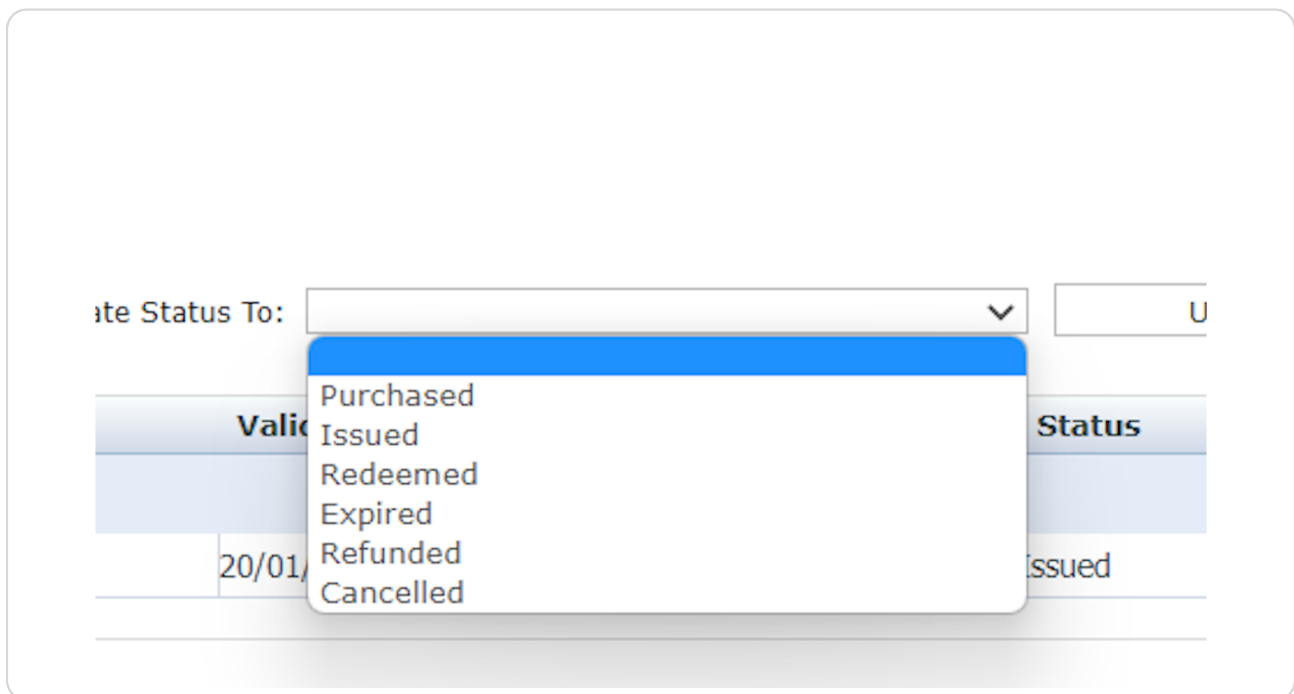 ate Status To:
U
Purchased
Valid Issued Status
Redeemed
Expired
20/01/ Refunded Issued
Cancelled